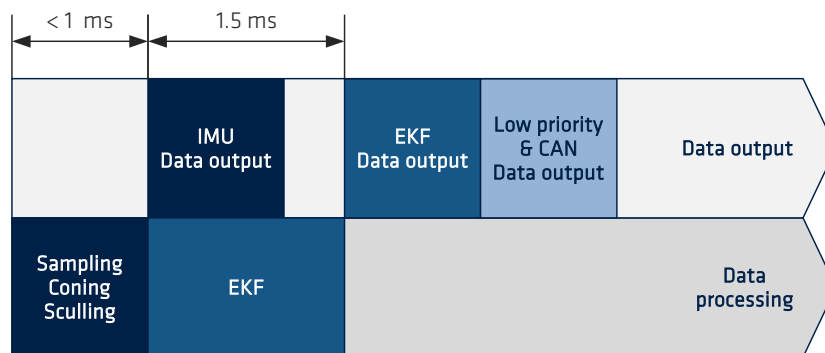 < 1 ms
1.5 ms
IMU
Data output
EKF
Data output
Low priority
& CAN
Data output
Data output
Sampling
Coning
Sculling
EKF
Data
processing